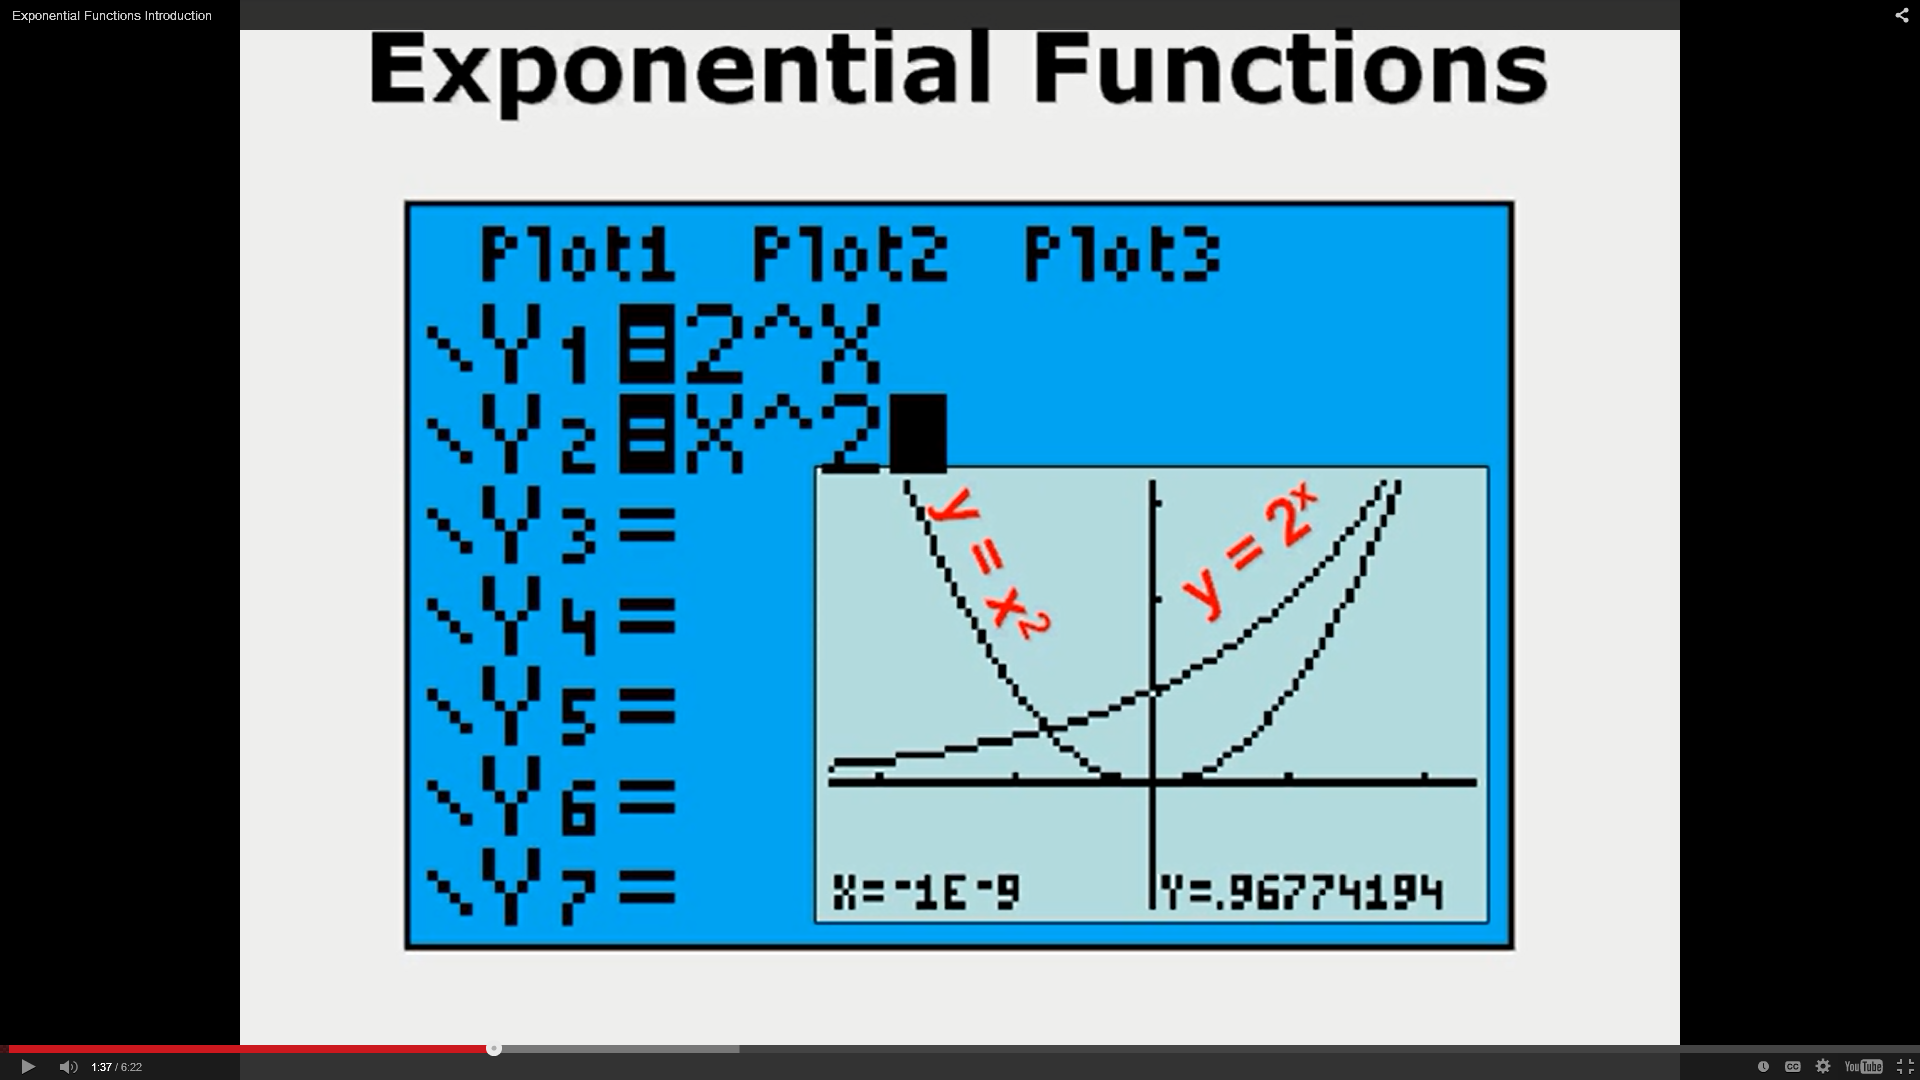 Exponential Functions Introduction
Exponential Functions
Plot1 Plot2 Plot3
\Y1=2^X
\Y2=X^2
\Y3=
\Y4=
\Y5=
\Y6=
\Y7=
y = x²
y = 2ˣ
X=-1E-9 Y=.96774194
1:37 / 6:22
CC
YouTube